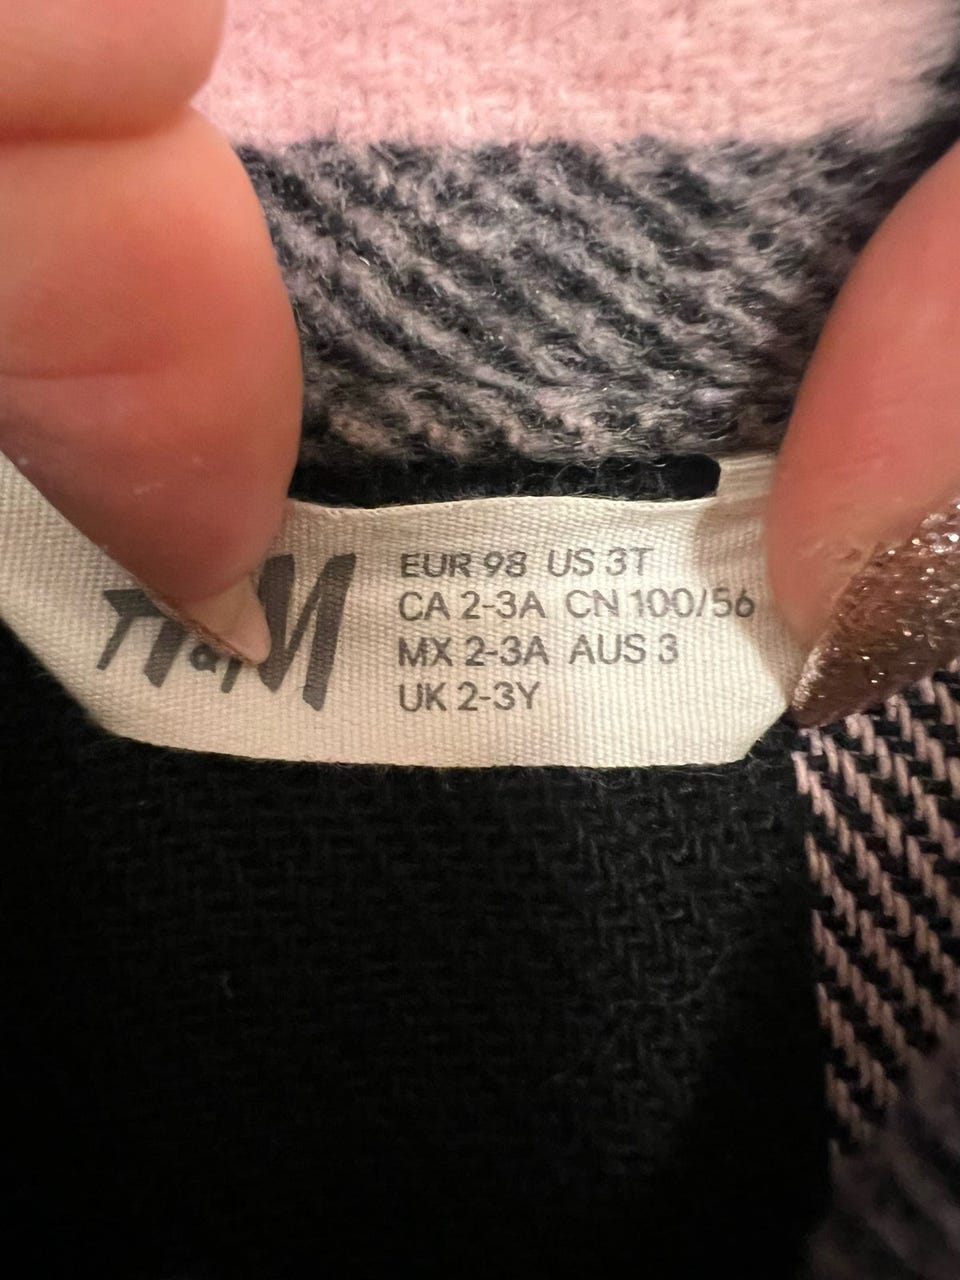 H&M
EUR 98 US 3T
CA 2-3A CN 100/56
MX 2-3A AUS 3
UK 2-3Y